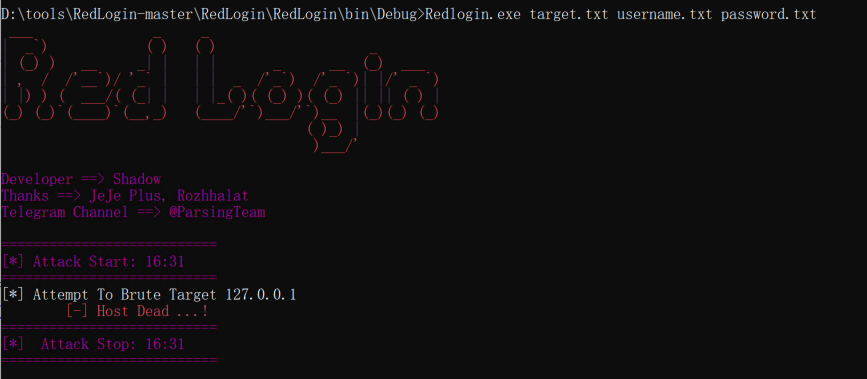 D:\tools\RedLogin-master\RedLogin\RedLogin\bin\Debug>Redlogin.exe target.txt username.txt password.txt
Red Login
Developer ==> Shadow
Thanks ==> JeJe Plus, Rozhhalat
Telegram Channel ==> @ParsingTeam
===========================
[*] Attack Start: 16:31
===========================
[*] Attempt To Brute Target 127.0.0.1
[-] Host Dead ...!
===========================
[*]  Attack Stop: 16:31
===========================